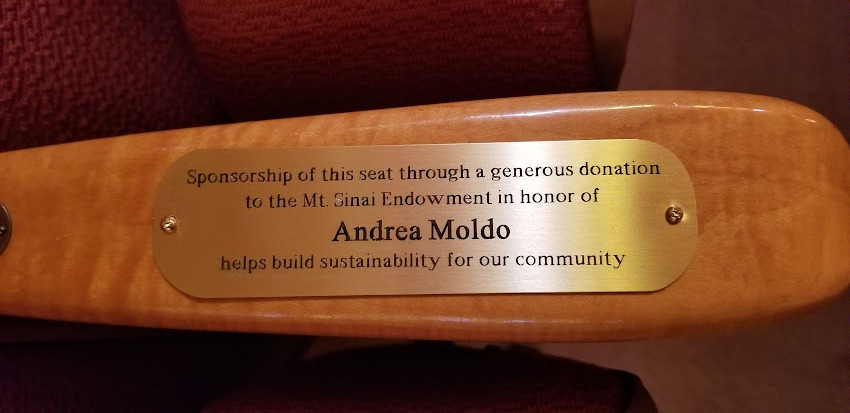 Sponsorship of this seat through a generous donation
to the Mt. Sinai Endowment in honor of
Andrea Moldo
helps build sustainability for our community